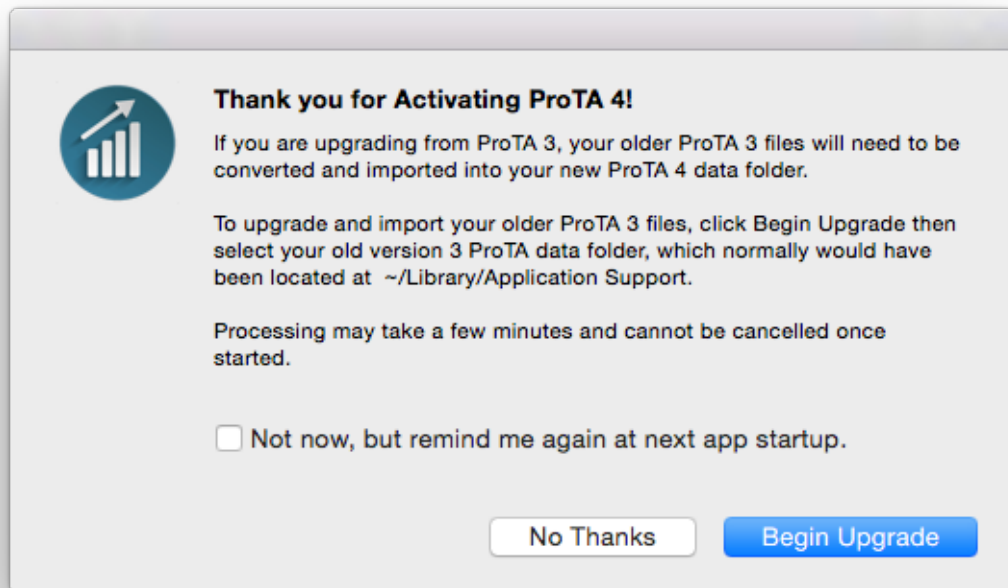 Thank you for Activating ProTA 4!
If you are upgrading from ProTA 3, your older ProTA 3 files will need to be
converted and imported into your new ProTA 4 data folder.
To upgrade and import your older ProTA 3 files, click Begin Upgrade then
select your old version 3 ProTA data folder, which normally would have
been located at  ~/Library/Application Support.
Processing may take a few minutes and cannot be cancelled once
started.
Not now, but remind me again at next app startup.
No Thanks
Begin Upgrade